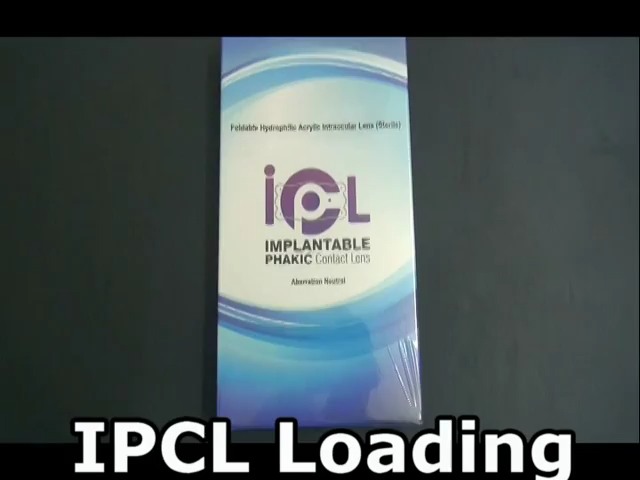 Foldable Hydrophilic Acrylic Intraocular Lens (Sterile)
iPCL
IMPLANTABLE
PHAKIC Contact Lens
Aberration Neutral
IPCL Loading